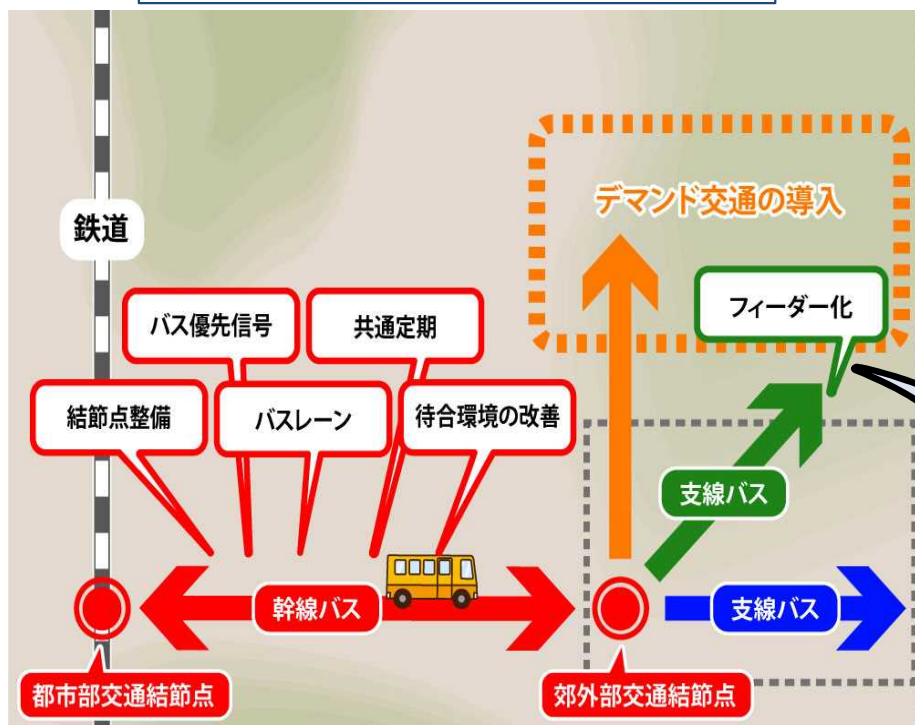 デマンド交通の導入
鉄道
フィーダー化
バス優先信号
共通定期
結節点整備
バスレーン
待合環境の改善
支線バス
幹線バス
支線バス
都市部交通結節点
郊外部交通結節点